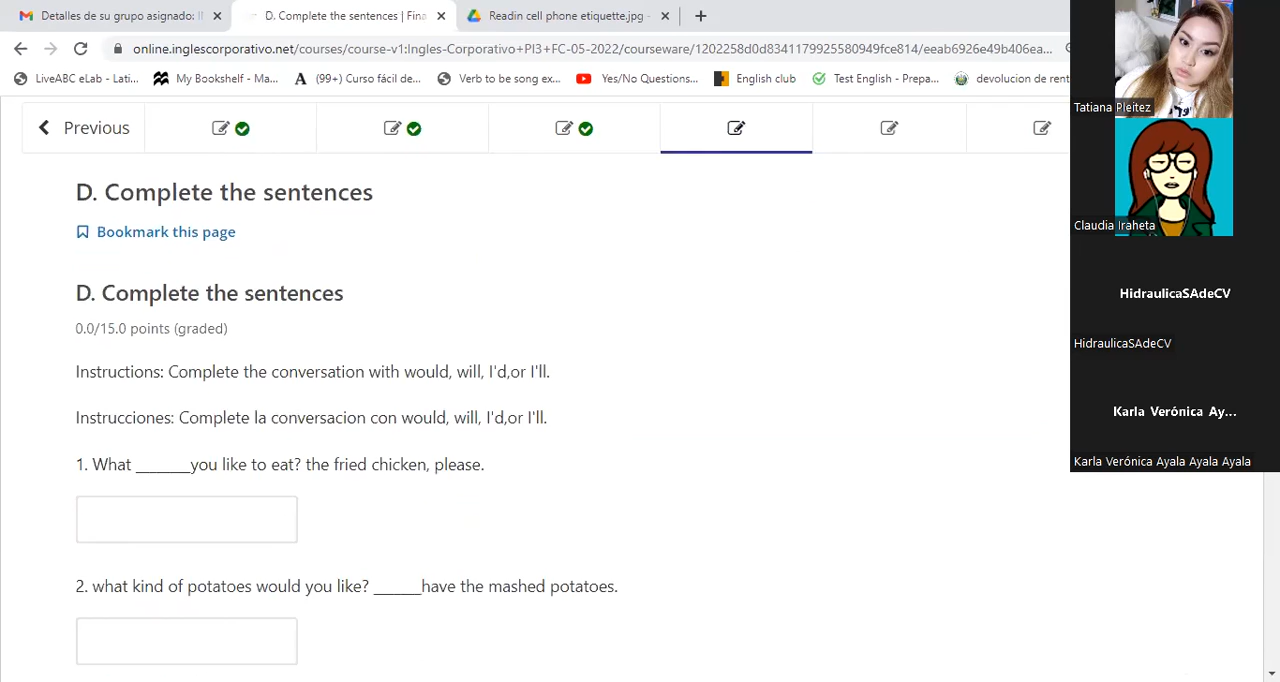 Detalles de su grupo asignado: II
D. Complete the sentences | Fina
Readin cell phone etiquette.jpg -
online.inglescorporativo.net/courses/course-v1:Ingles-Corporativo+PI3+FC-05-2022/courseware/1202258d0d8341179925580949fce814/eeab6926e49b406ea...
LiveABC eLab - Lati...
My Bookshelf - Ma...
(99+) Curso fácil de...
Verb to be song ex...
Yes/No Questions...
English club
Test English - Prepa...
devolucion de rent
Previous
D. Complete the sentences
Bookmark this page
D. Complete the sentences
0.0/15.0 points (graded)
Instructions: Complete the conversation with would, will, I'd,or I'll.
Instrucciones: Complete la conversacion con would, will, I'd,or I'll.
1. What _______you like to eat? the fried chicken, please.
2. what kind of potatoes would you like? ______have the mashed potatoes.
Tatiana Pleitez
Claudia Iraheta
HidraulicaSAdeCV
HidraulicaSAdeCV
Karla Verónica Ay...
Karla Verónica Ayala Ayala Ayala